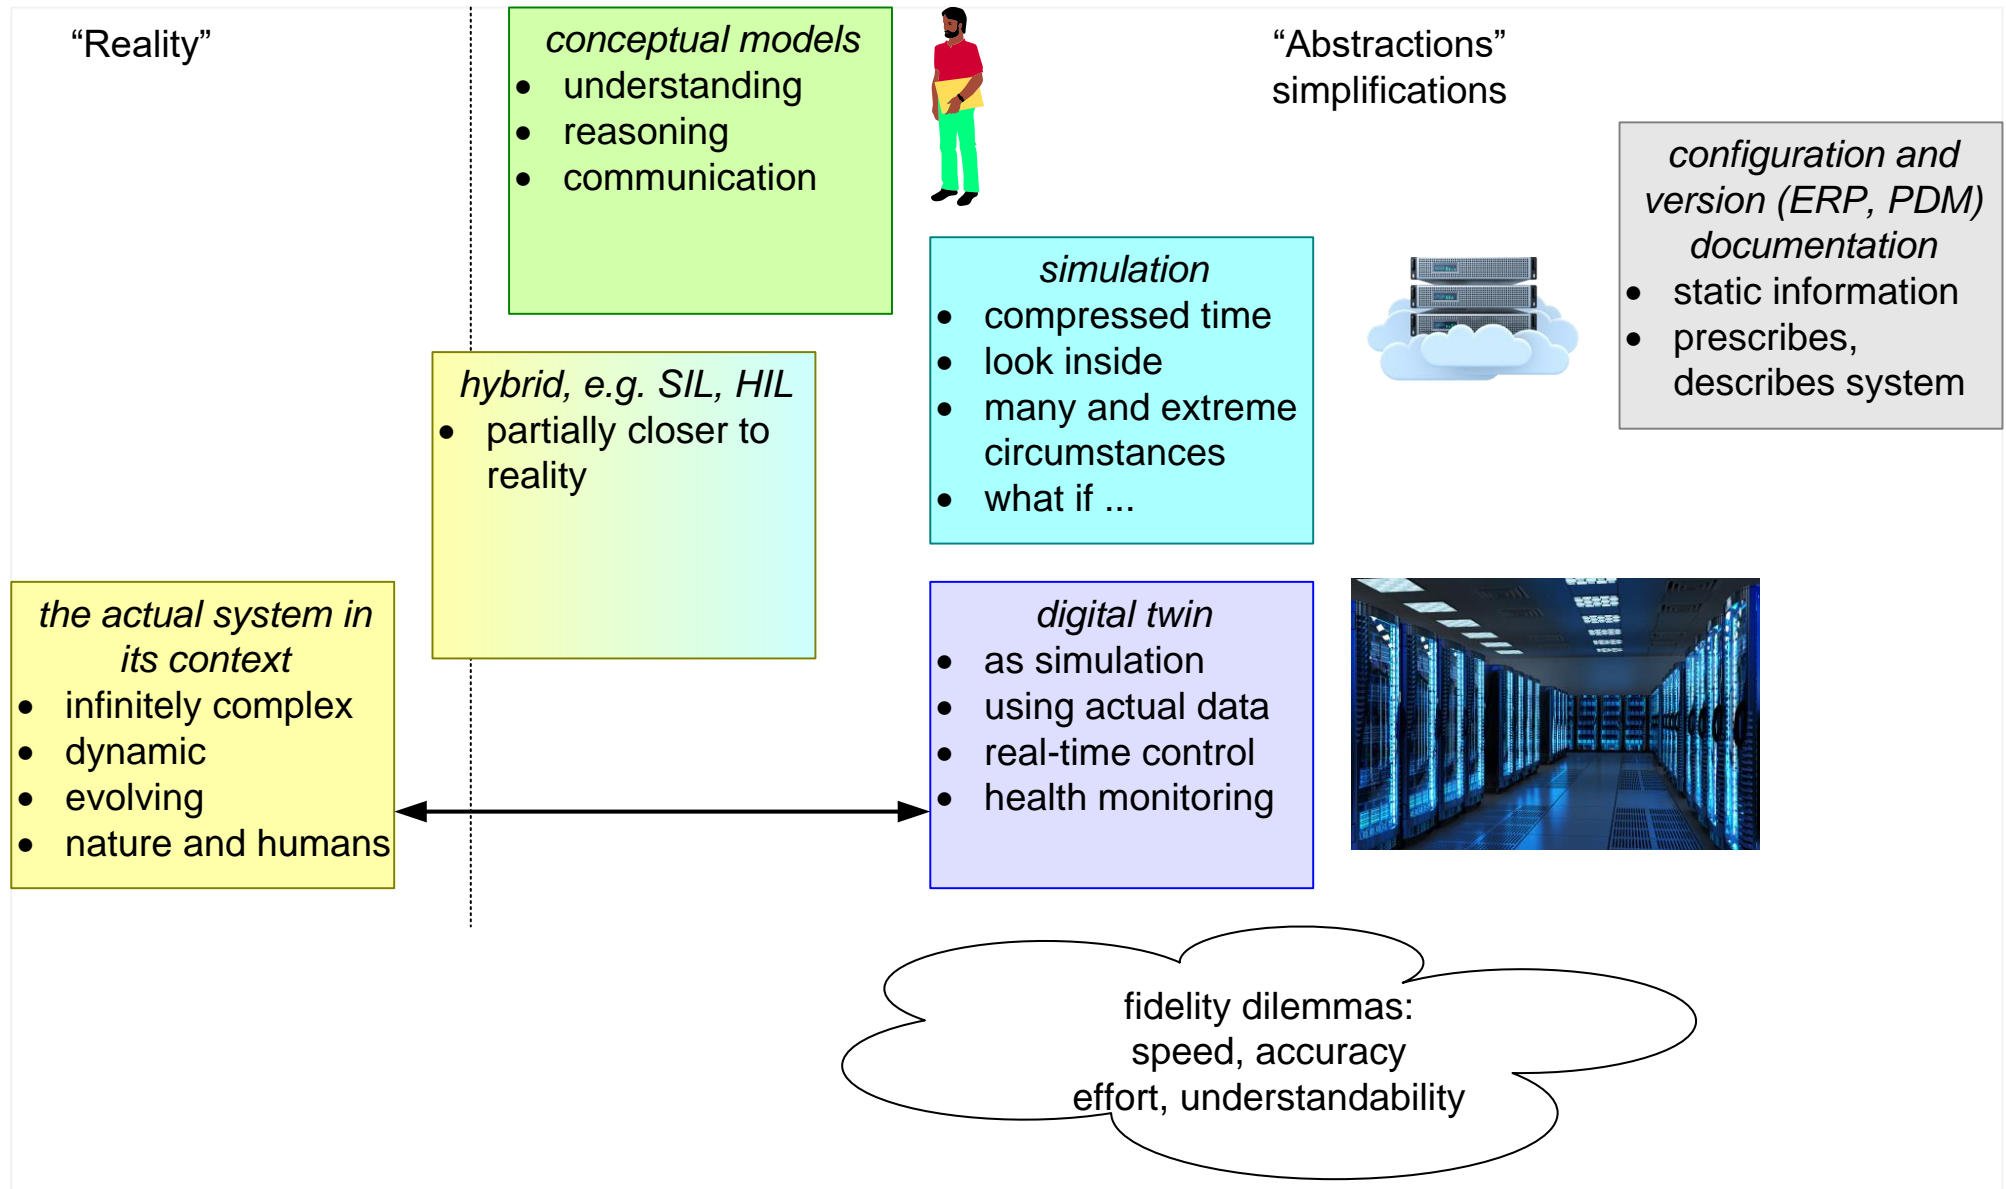 “Reality”
conceptual models
• understanding
• reasoning
• communication
“Abstractions”
simplifications
configuration and
version (ERP, PDM)
documentation
• static information
• prescribes,
describes system
simulation
• compressed time
• look inside
• many and extreme
circumstances
• what if ...
hybrid, e.g. SIL, HIL
• partially closer to
reality
the actual system in
its context
• infinitely complex
• dynamic
• evolving
• nature and humans
digital twin
• as simulation
• using actual data
• real-time control
• health monitoring
fidelity dilemmas:
speed, accuracy
effort, understandability